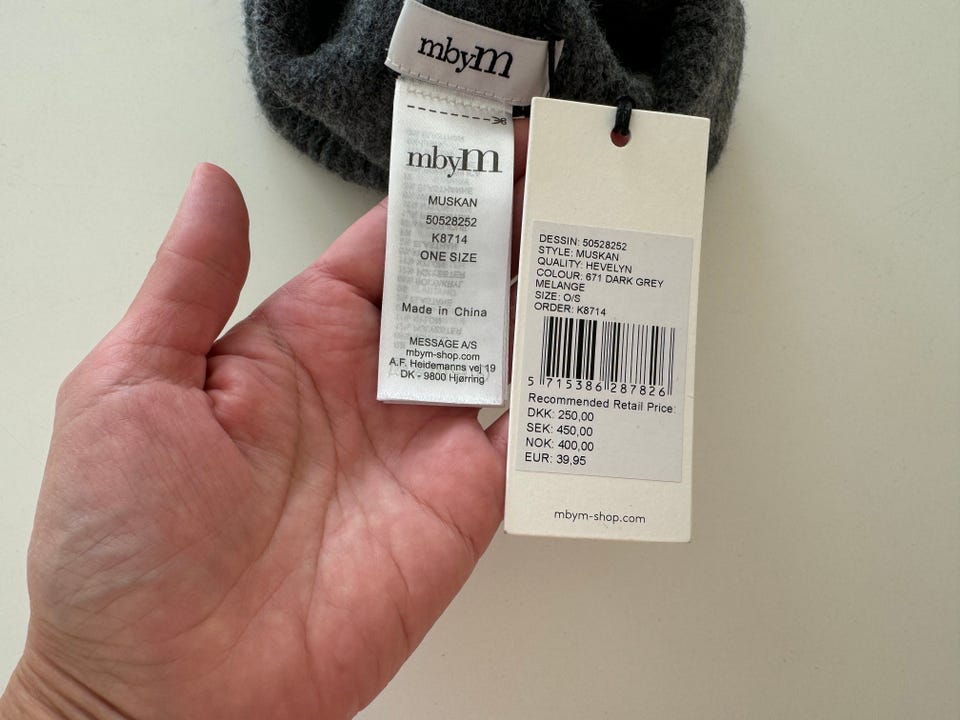 mbyM
mbyM
MUSKAN
50528252
K8714
ONE SIZE
Made in China
MESSAGE A/S
mbym-shop.com
A.F. Heidemanns vej 19
DK - 9800 Hjørring
DESSIN: 50528252
STYLE: MUSKAN
QUALITY: HEVELYN
COLOUR: 671 DARK GREY
MELANGE
SIZE: O/S
ORDER: K8714
5 715386 287826
Recommended Retail Price:
DKK: 250,00
SEK: 450,00
NOK: 400,00
EUR: 39,95
mbym-shop.com